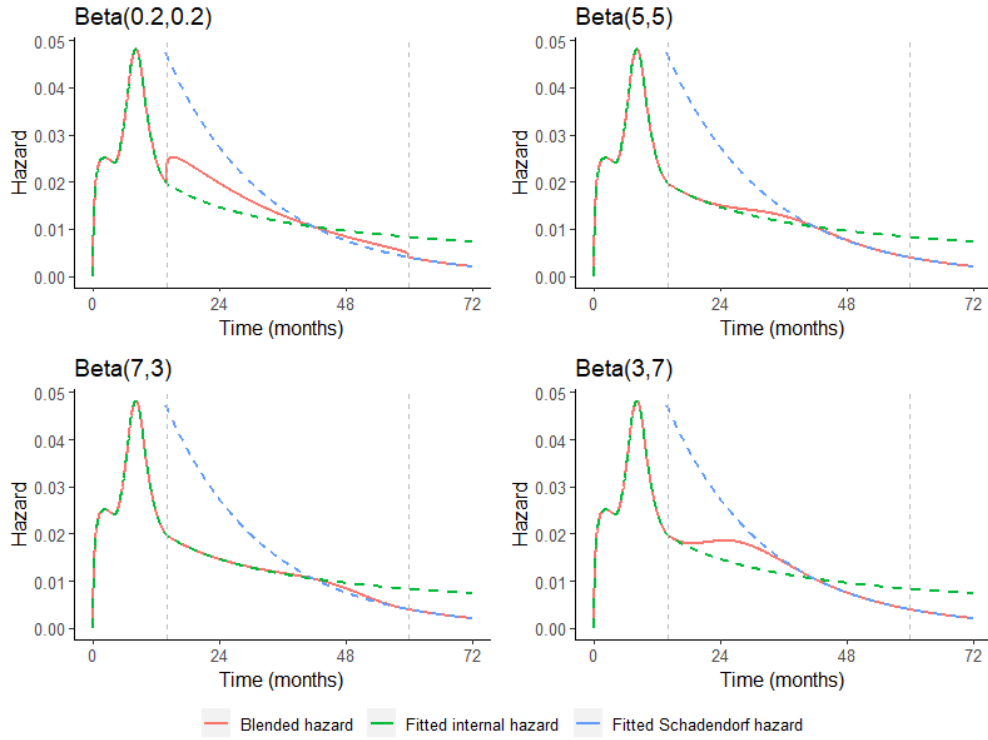 Beta(0.2,0.2)
0.05
0.04
0.03
0.02
0.01
0.00
Hazard
0 24 48 72
Time (months)
Beta(5,5)
0.05
0.04
0.03
0.02
0.01
0.00
Hazard
0 24 48 72
Time (months)
Beta(7,3)
0.05
0.04
0.03
0.02
0.01
0.00
Hazard
0 24 48 72
Time (months)
Beta(3,7)
0.05
0.04
0.03
0.02
0.01
0.00
Hazard
0 24 48 72
Time (months)
Blended hazard Fitted internal hazard Fitted Schadendorf hazard